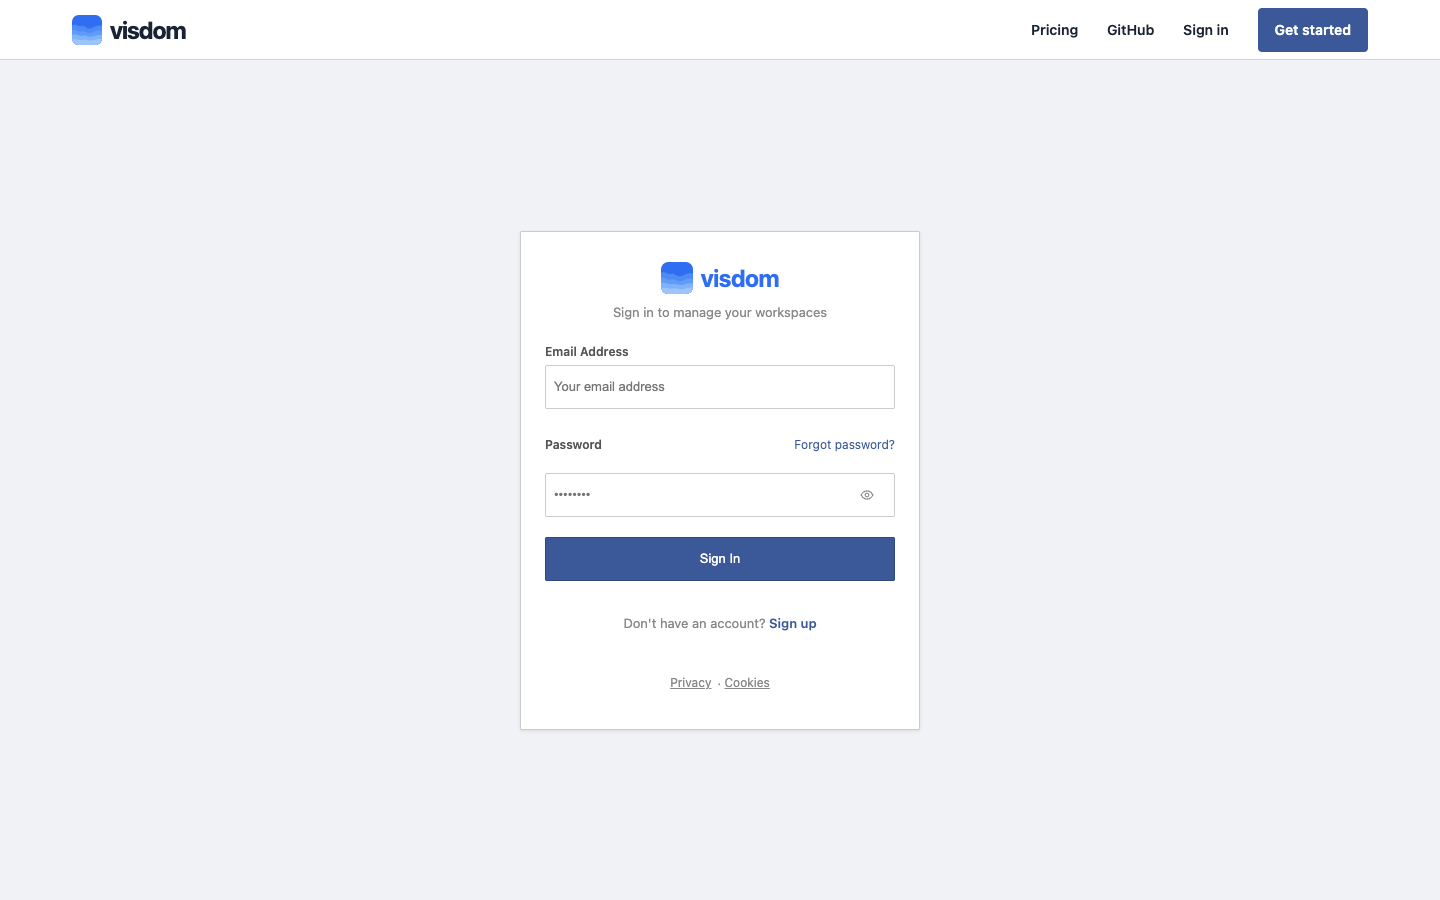 visdom
Pricing
GitHub
Sign in
Get started
visdom
Sign in to manage your workspaces
Email Address
Your email address
Password
Forgot password?
••••••••
Sign In
Don't have an account? Sign up
Privacy · Cookies